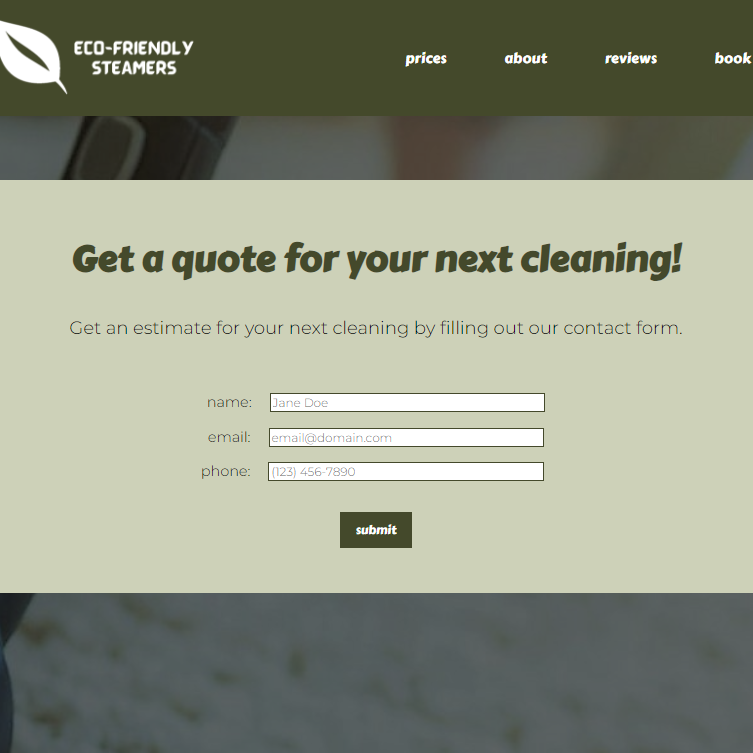 ECO-FRIENDLY
STEAMERS
prices about reviews book
Get a quote for your next cleaning!
Get an estimate for your next cleaning by filling out our contact form.
name: Jane Doe
email: email@domain.com
phone: (123) 456-7890
submit